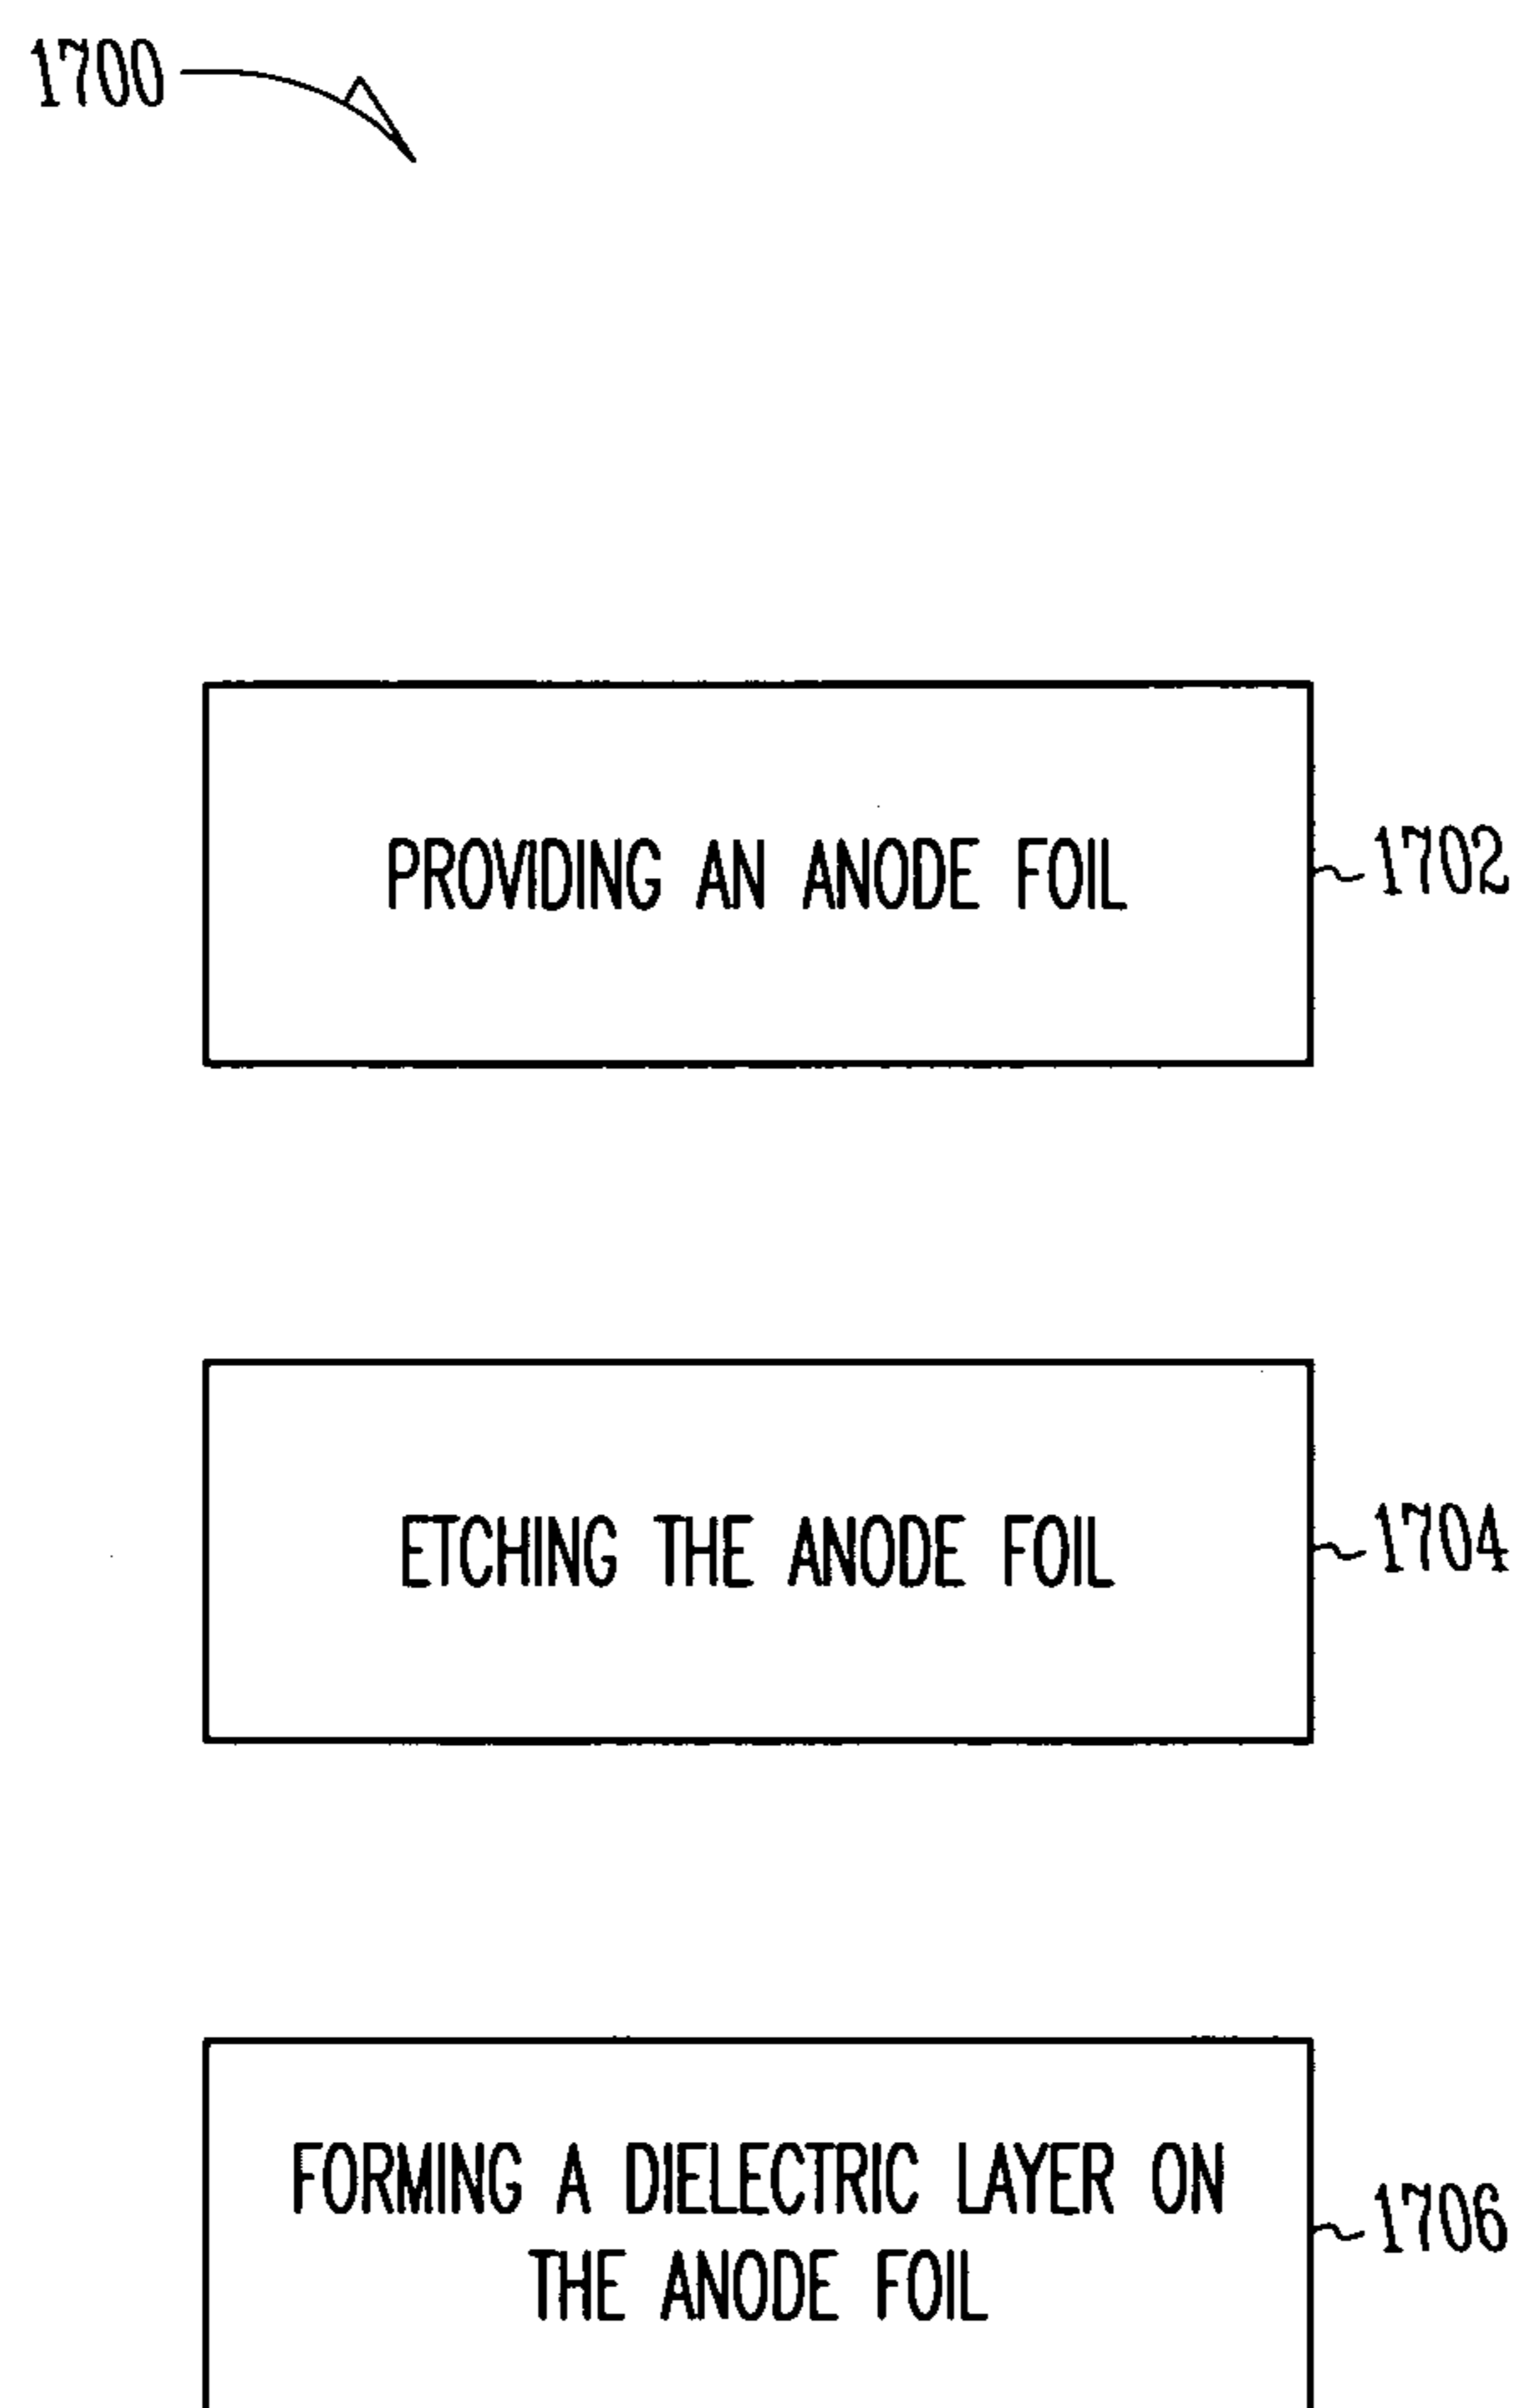 1700
PROVIDING AN ANODE FOIL
1702
ETCHING THE ANODE FOIL
1704
FORMING A DIELECTRIC LAYER ON
THE ANODE FOIL
1706